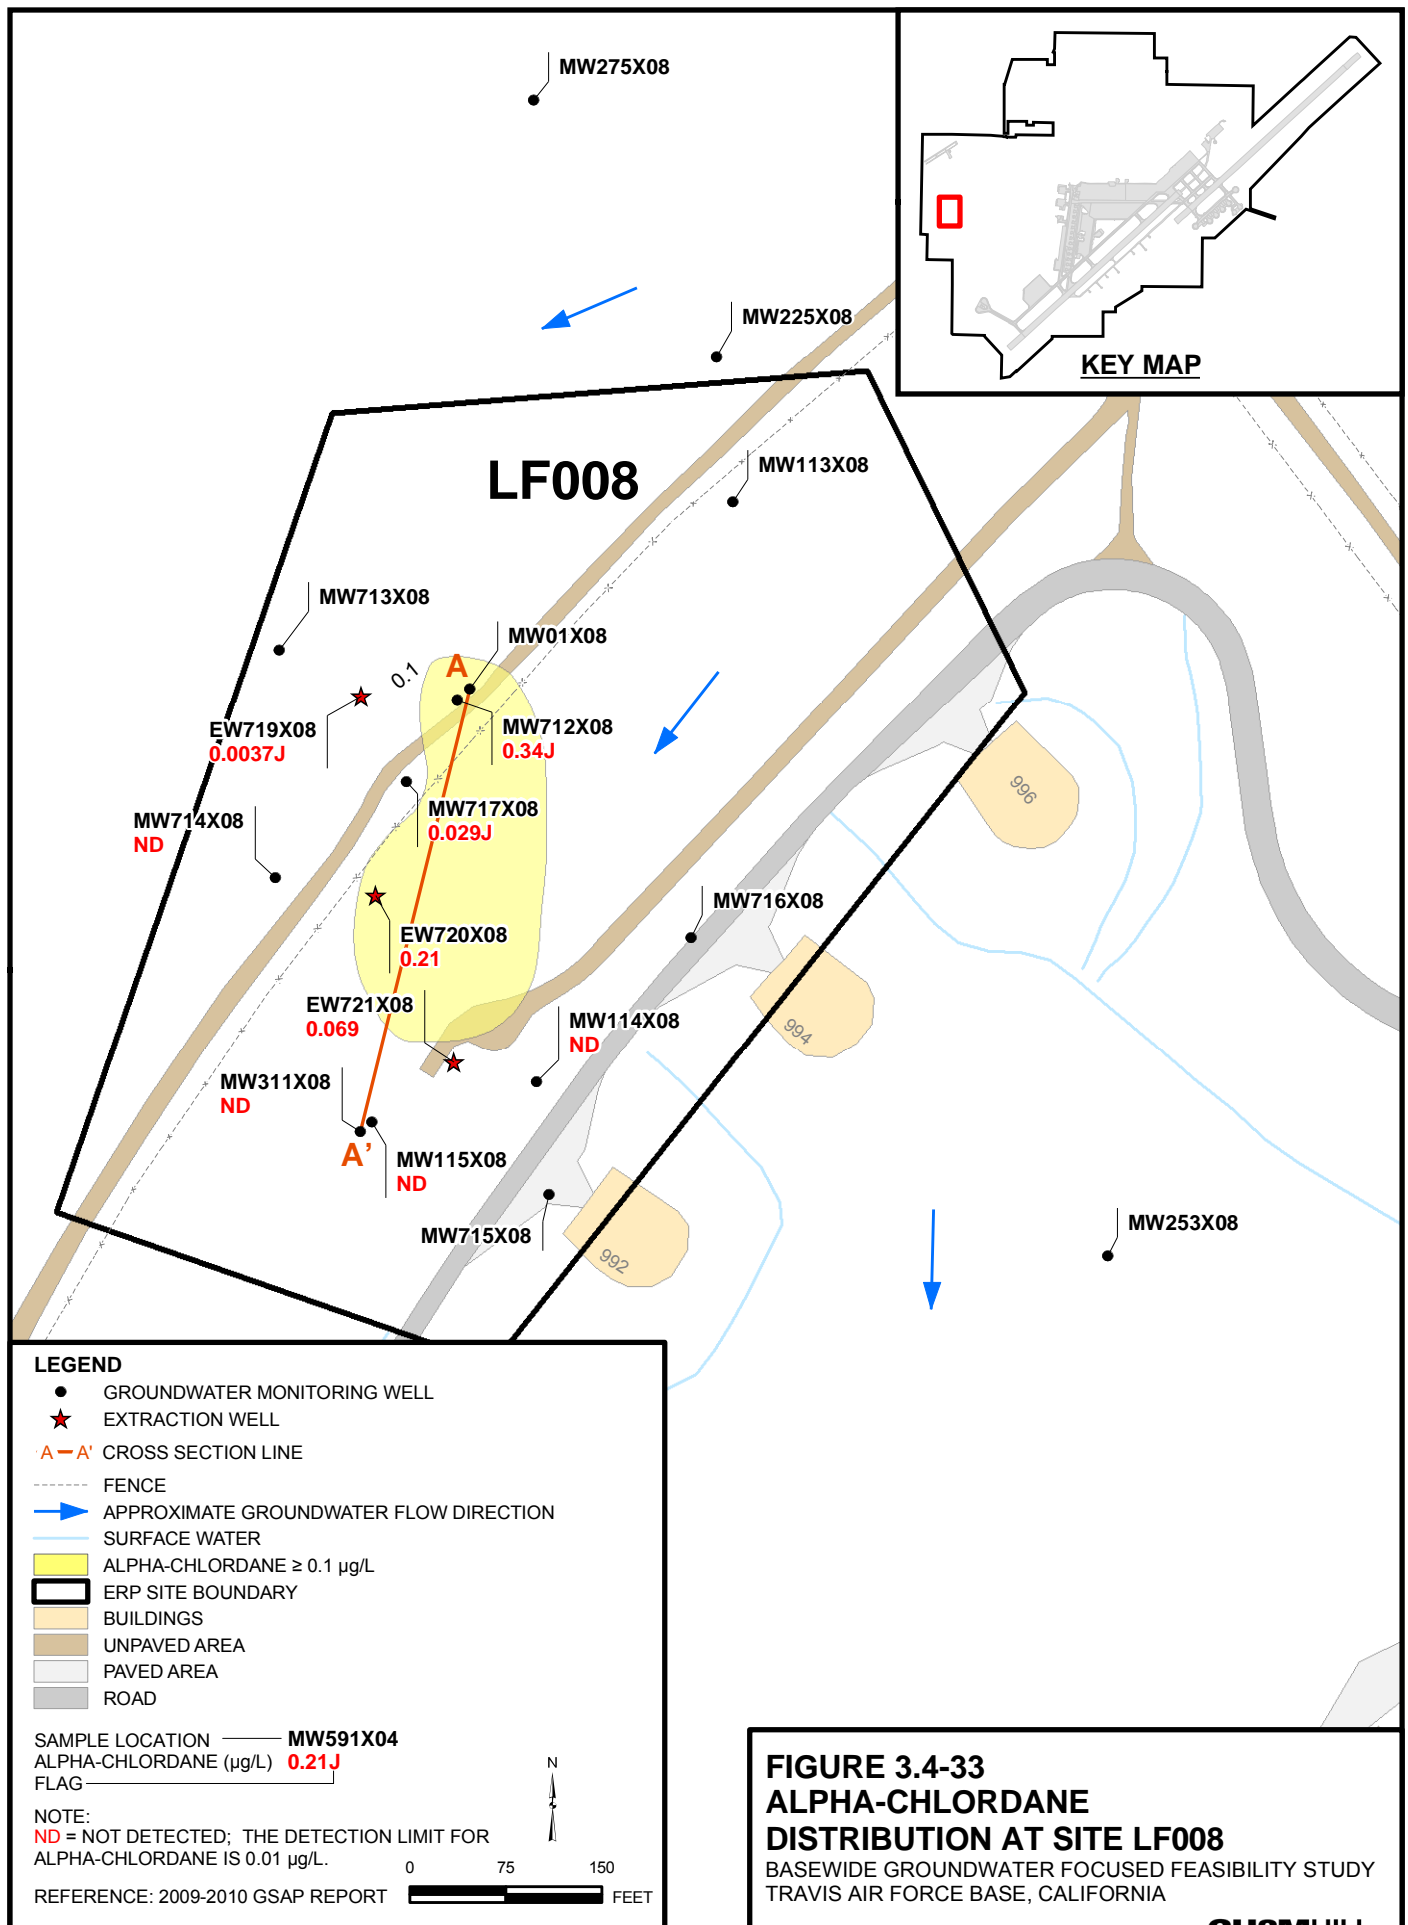 MW275X08
KEY MAP
MW225X08
LF008
MW113X08
MW713X08
MW01X08
A
0.1
EW719X08
0.0037J
MW712X08
0.34J
996
MW717X08
0.029J
MW714X08
ND
MW716X08
EW720X08
0.21
EW721X08
0.069
MW114X08
ND
994
MW311X08
ND
A'
MW115X08
ND
MW715X08
992
MW253X08
LEGEND
GROUNDWATER MONITORING WELL
EXTRACTION WELL
A A' CROSS SECTION LINE
FENCE
APPROXIMATE GROUNDWATER FLOW DIRECTION
SURFACE WATER
ALPHA-CHLORDANE ≥ 0.1 µg/L
ERP SITE BOUNDARY
BUILDINGS
UNPAVED AREA
PAVED AREA
ROAD
SAMPLE LOCATION MW591X04
ALPHA-CHLORDANE (µg/L) 0.21J
FLAG
N
NOTE:
ND = NOT DETECTED; THE DETECTION LIMIT FOR
ALPHA-CHLORDANE IS 0.01 µg/L.
0 75 150
REFERENCE: 2009-2010 GSAP REPORT
FEET
FIGURE 3.4-33
ALPHA-CHLORDANE
DISTRIBUTION AT SITE LF008
BASEWIDE GROUNDWATER FOCUSED FEASIBILITY STUDY
TRAVIS AIR FORCE BASE, CALIFORNIA